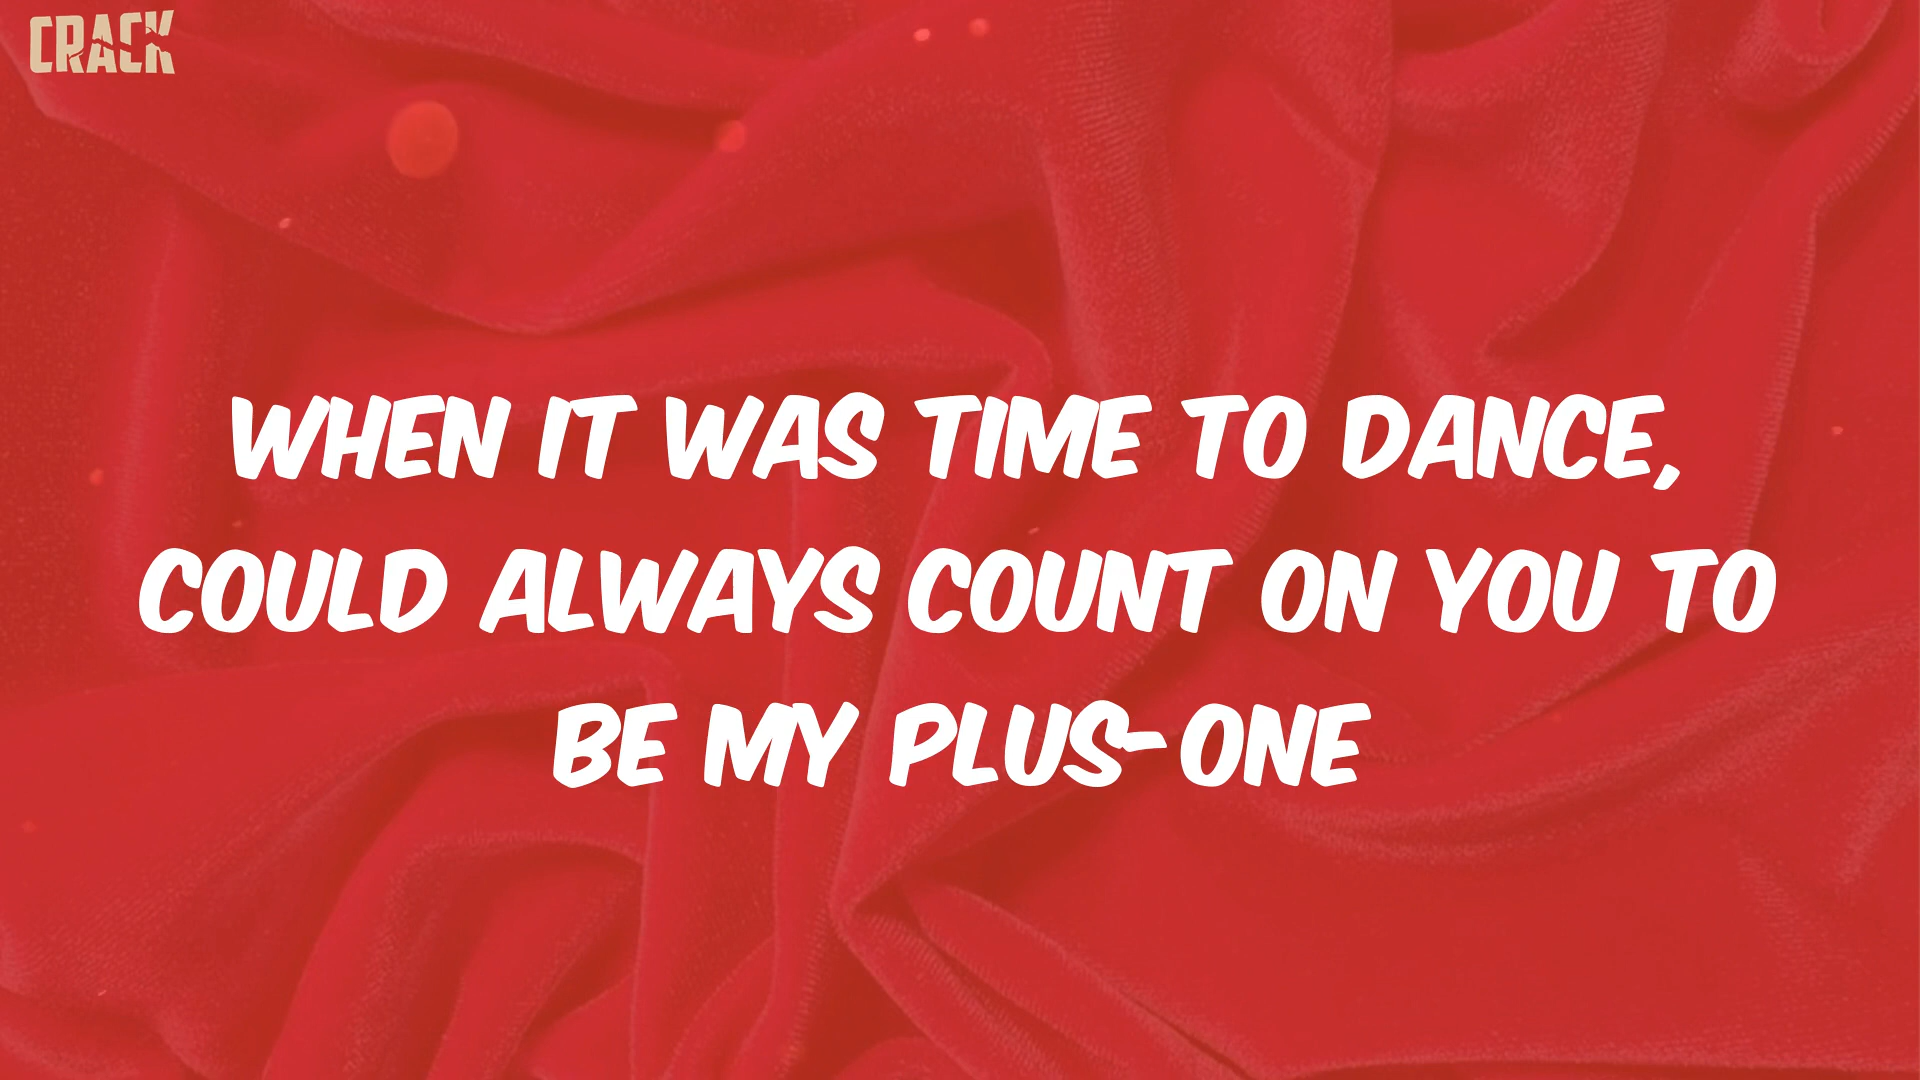 CRACK
WHEN IT WAS TIME TO DANCE,
COULD ALWAYS COUNT ON YOU TO
BE MY PLUS-ONE